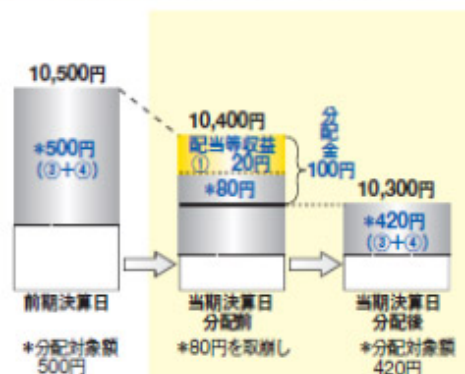 10,500円
*500円
(③+④)
前期決算日
*分配対象額
500円
10,400円
配当等収益
① 20円
*80円
分配金
100円
当期決算日
分配前
*80円を取崩し
10,300円
*420円
(③+④)
当期決算日
分配後
*分配対象額
420円